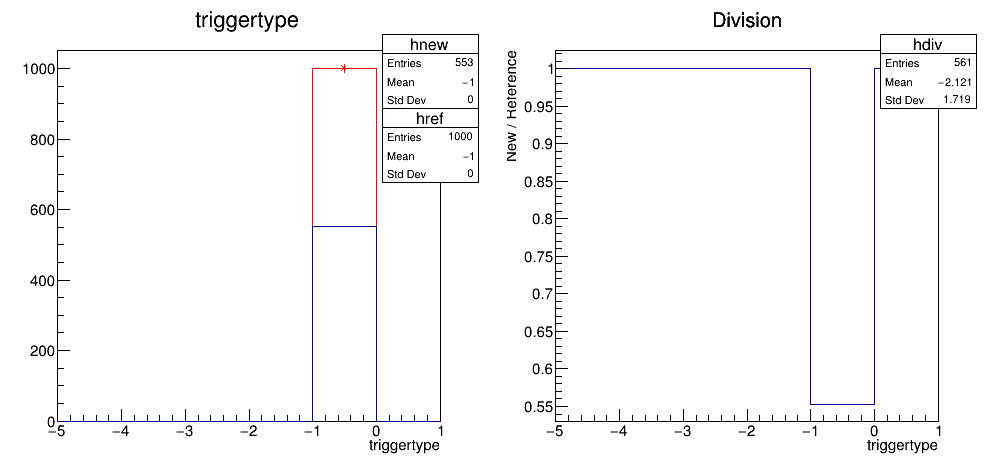 triggertype
hnew
Entries 553
Mean −1
Std Dev 0
href
Entries 1000
Mean −1
Std Dev 0
1000
800
600
400
200
0
−5 −4 −3 −2 −1 0 1
triggertype
Division
hdiv
Entries 561
Mean −2.121
Std Dev 1.719
New / Reference
1
0.95
0.9
0.85
0.8
0.75
0.7
0.65
0.6
0.55
−5 −4 −3 −2 −1 0 1
triggertype